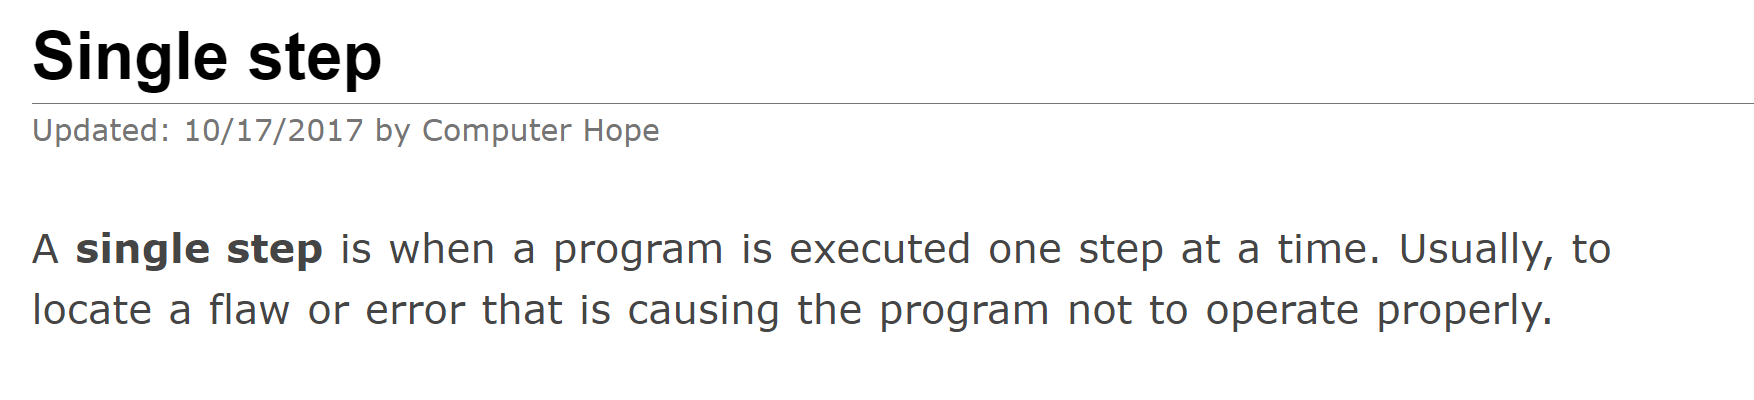 Single step
Updated: 10/17/2017 by Computer Hope
A single step is when a program is executed one step at a time. Usually, to
locate a flaw or error that is causing the program not to operate properly.